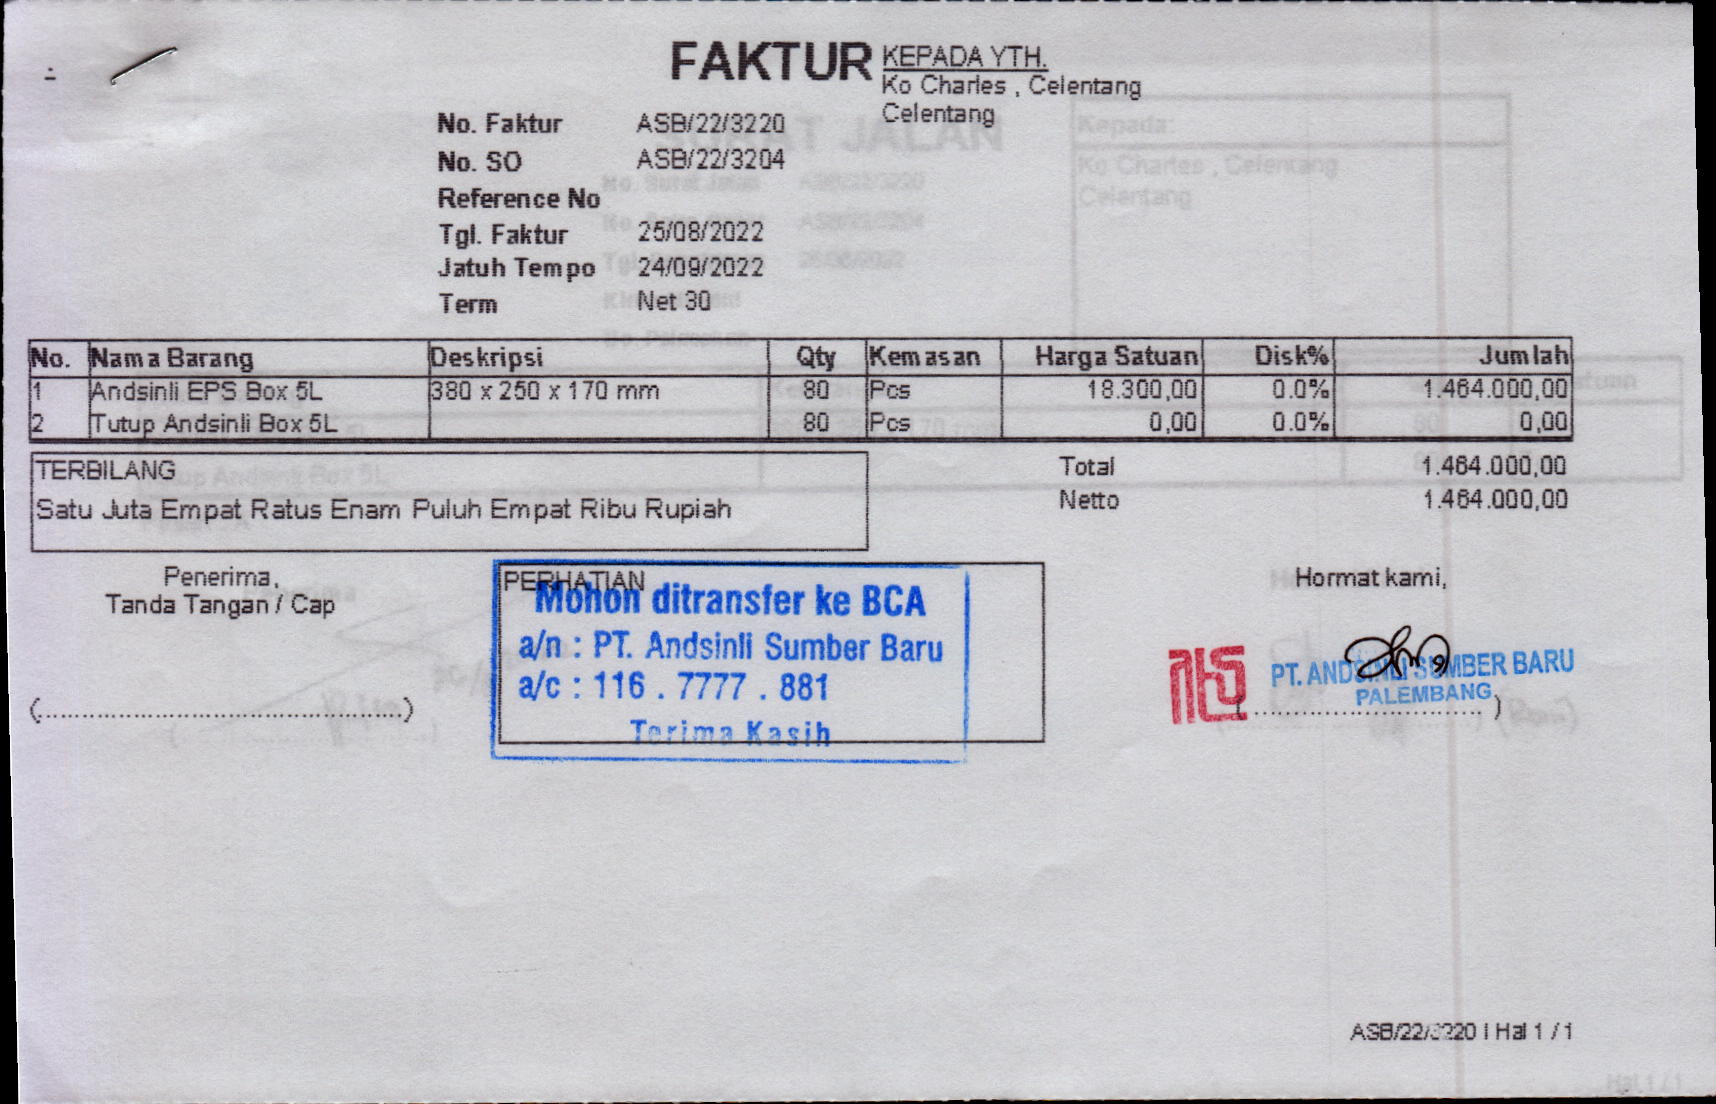 FAKTUR
KEPADA YTH.
Ko Charles , Celentang
Celentang
No. Faktur ASB/22/3220
No. SO ASB/22/3204
Reference No
Tgl. Faktur 25/08/2022
Jatuh Tempo 24/09/2022
Term Net 30
No. Nama Barang Deskripsi Qty Kemasan Harga Satuan Disk% Jumlah
1 Andsinli EPS Box 5L 380 x 250 x 170 mm 80 Pcs 18.300,00 0.0% 1.464.000,00
2 Tutup Andsinli Box 5L 80 Pcs 0,00 0.0% 0,00
TERBILANG
Satu Juta Empat Ratus Enam Puluh Empat Ribu Rupiah
Total 1.464.000,00
Netto 1.464.000,00
Penerima,
Tanda Tangan / Cap
(....................................................)
PERHATIAN
Mohon ditransfer ke BCA
a/n : PT. Andsinli Sumber Baru
a/c : 116 . 7777 . 881
Terima Kasih
Hormat kami,
PT. ANDSINLI SUMBER BARU
PALEMBANG
(................................)
ASB/22/3220 | Hal 1 / 1